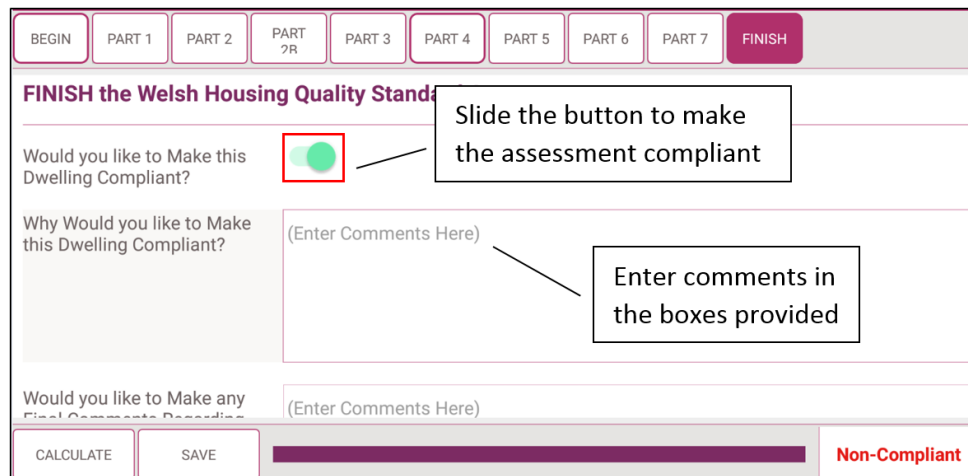 BEGIN
PART 1
PART 2
PART
2B
PART 3
PART 4
PART 5
PART 6
PART 7
FINISH
FINISH the Welsh Housing Quality Standa
Slide the button to make
the assessment compliant
Would you like to Make this
Dwelling Compliant?
Why Would you like to Make
this Dwelling Compliant?
(Enter Comments Here)
Enter comments in
the boxes provided
Would you like to Make any
Final Comments Regarding
(Enter Comments Here)
CALCULATE
SAVE
Non-Compliant